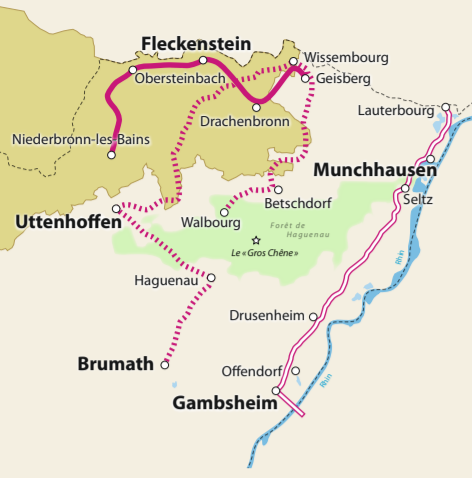 Fleckenstein
Wissembourg
Obersteinbach
Geisberg
Lauterbourg
Drachenbronn
Niederbronn-les-Bains
Munchhausen
Betschdorf
Seltz
Uttenhoffen
Walbourg
Forêt de
Haguenau
Le « Gros Chêne »
Rhin
Haguenau
Drusenheim
Brumath
Offendorf
Rhin
Gambsheim